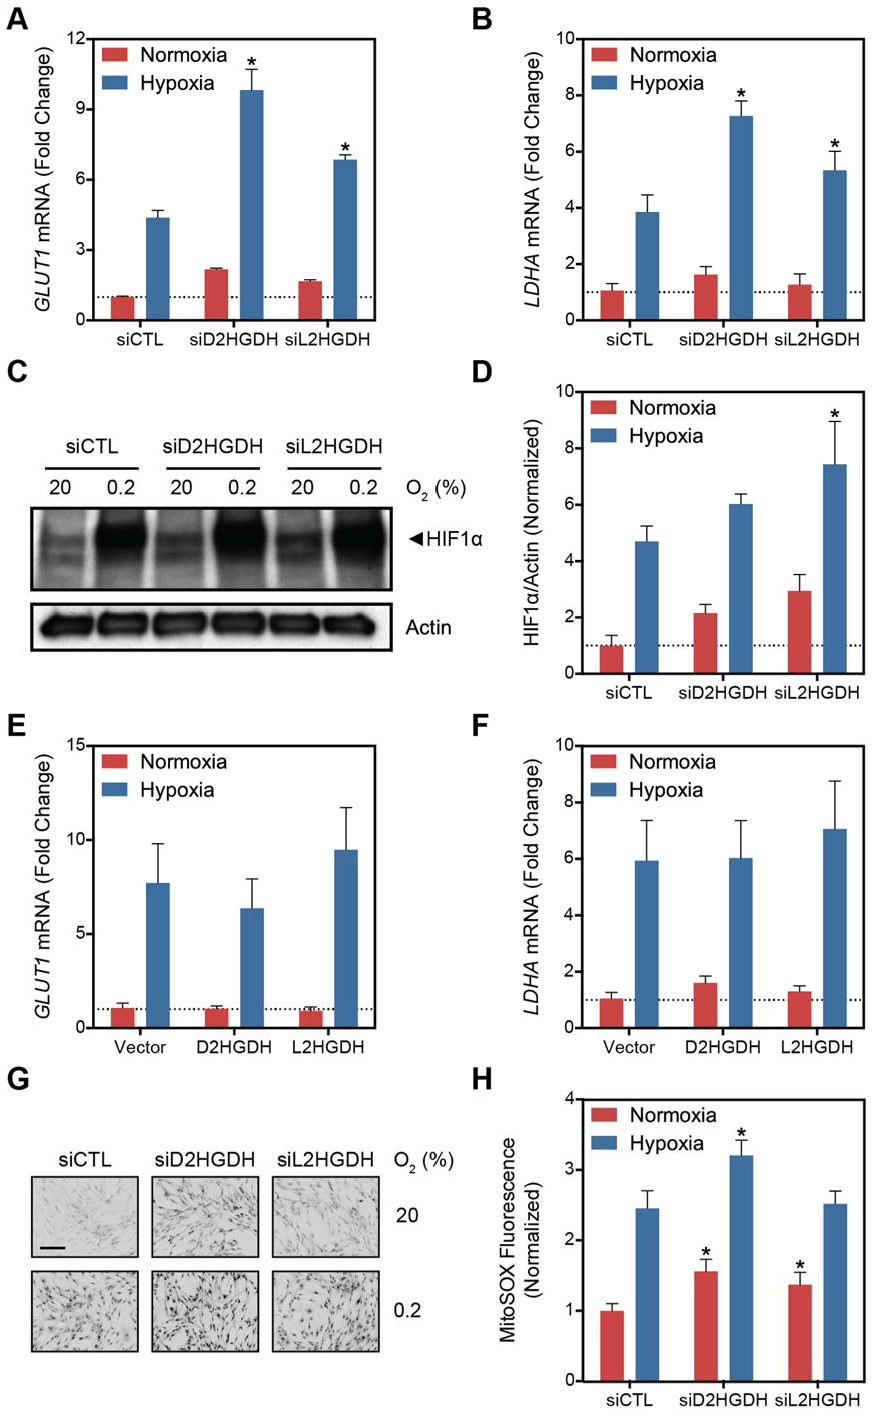 A
GLUT1 mRNA (Fold Change)
12
9
6
3
0
Normoxia
Hypoxia
*
*
siCTL siD2HGDH siL2HGDH
B
LDHA mRNA (Fold Change)
10
8
6
4
2
0
Normoxia
Hypoxia
*
*
siCTL siD2HGDH siL2HGDH
C
siCTL siD2HGDH siL2HGDH
20 0.2 20 0.2 20 0.2 O2 (%)
◄HIF1α
Actin
D
HIF1α/Actin (Normalized)
10
8
6
4
2
0
Normoxia
Hypoxia
*
siCTL siD2HGDH siL2HGDH
E
GLUT1 mRNA (Fold Change)
15
10
5
0
Normoxia
Hypoxia
Vector D2HGDH L2HGDH
F
LDHA mRNA (Fold Change)
10
8
6
4
2
0
Normoxia
Hypoxia
Vector D2HGDH L2HGDH
G
siCTL siD2HGDH siL2HGDH O2 (%)
20
0.2
H
MitoSOX Fluorescence
(Normalized)
4
3
2
1
0
Normoxia
Hypoxia
*
*
*
siCTL siD2HGDH siL2HGDH